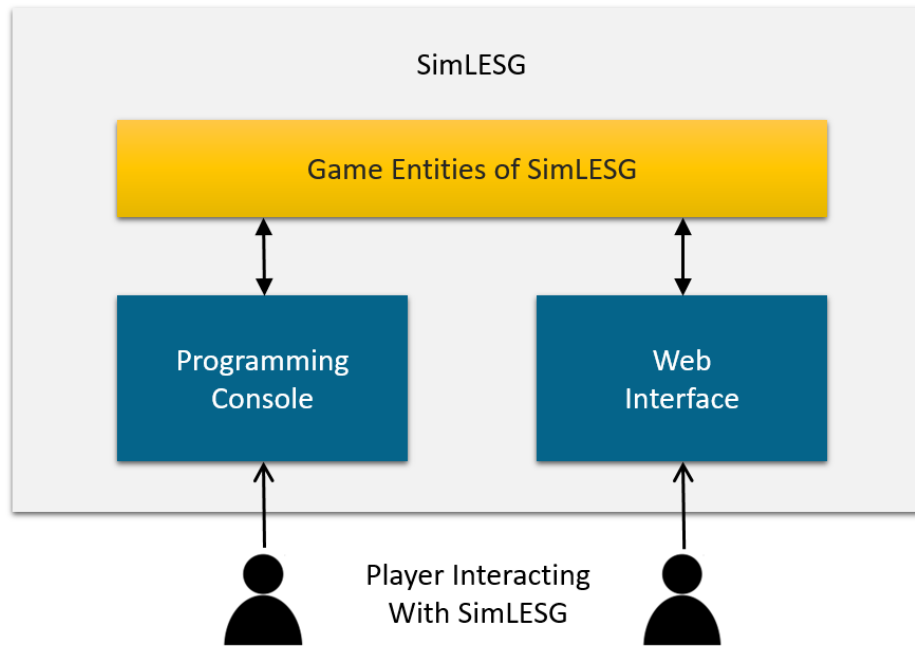 SimLESG
Game Entities of SimLESG
Programming
Console
Web
Interface
Player Interacting
With SimLESG